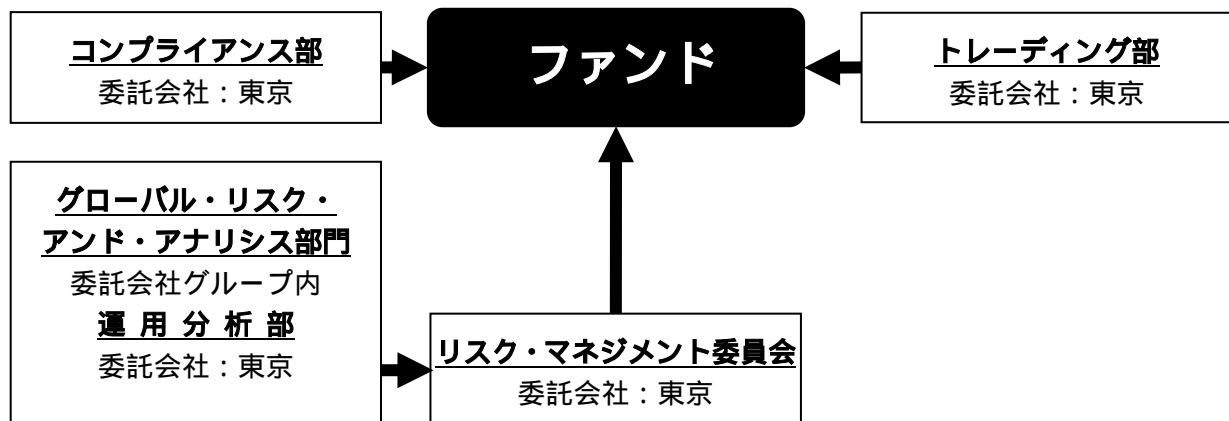 コンプライアンス部
委託会社：東京
ファンド
トレーディング部
委託会社：東京
グローバル・リスク・
アンド・アナリシス部門
委託会社グループ内
運 用 分 析 部
委託会社：東京
リスク・マネジメント委員会
委託会社：東京